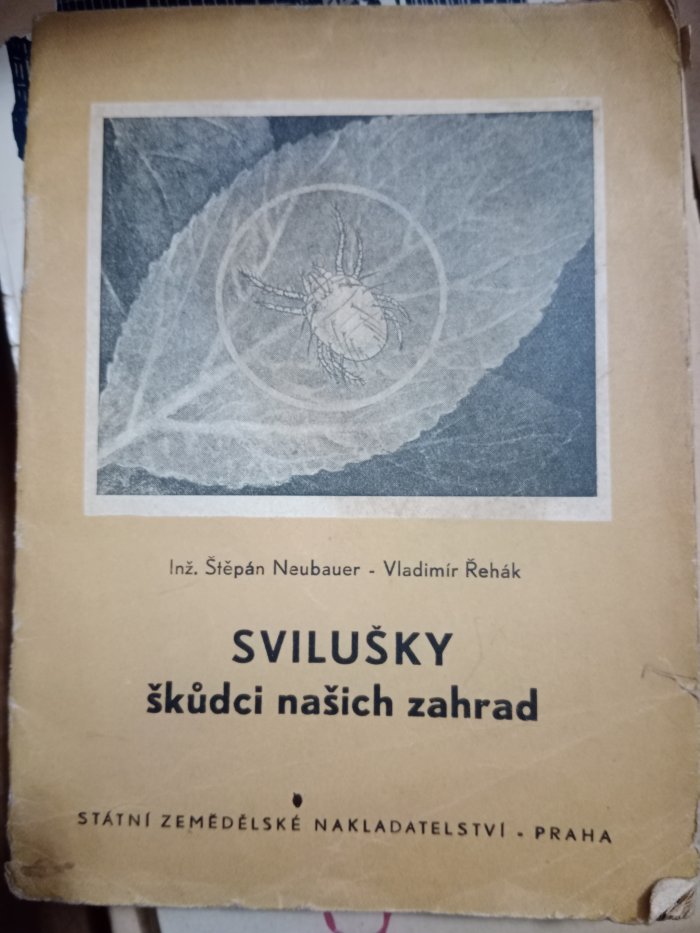 Inž. Štěpán Neubauer - Vladimír Řehák
SVILUŠKY
škůdci našich zahrad
STÁTNÍ ZEMĚDĚLSKÉ NAKLADATELSTVÍ - PRAHA